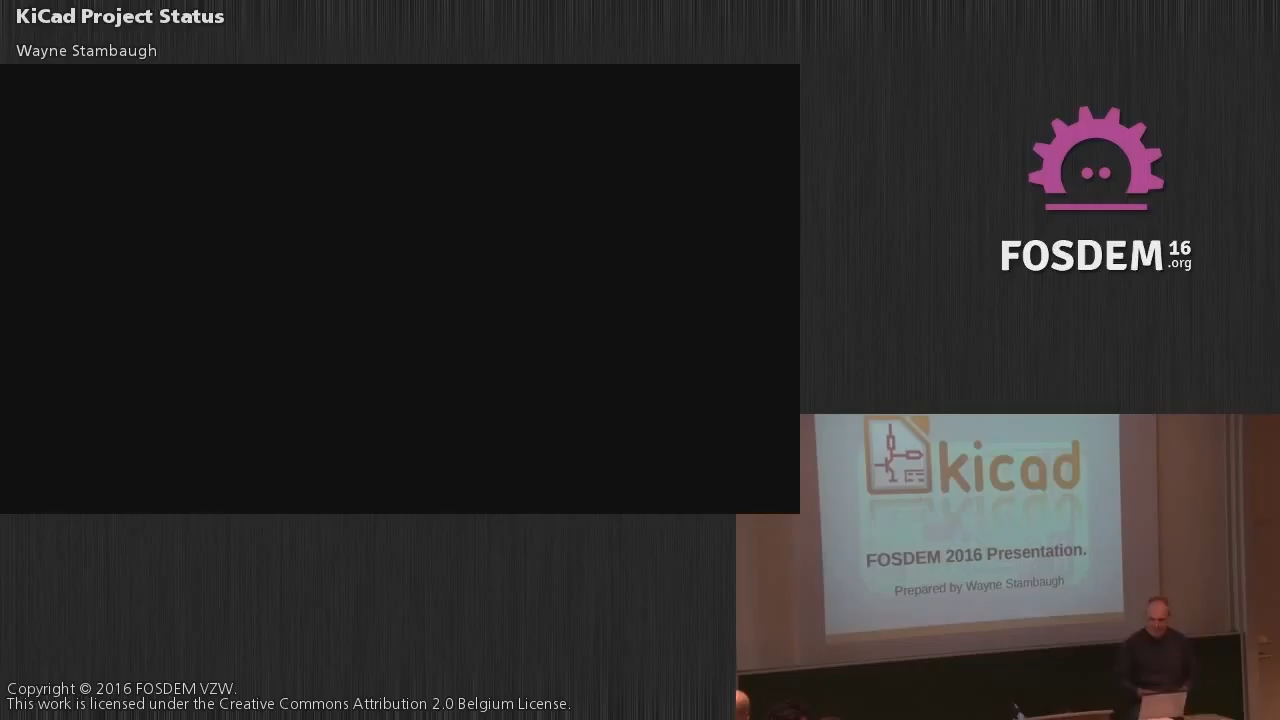 KiCad Project Status
Wayne Stambaugh
FOSDEM 16
.org
kicad
FOSDEM 2016 Presentation.
Prepared by Wayne Stambaugh
Copyright © 2016 FOSDEM VZW.
This work is licensed under the Creative Commons Attribution 2.0 Belgium License.